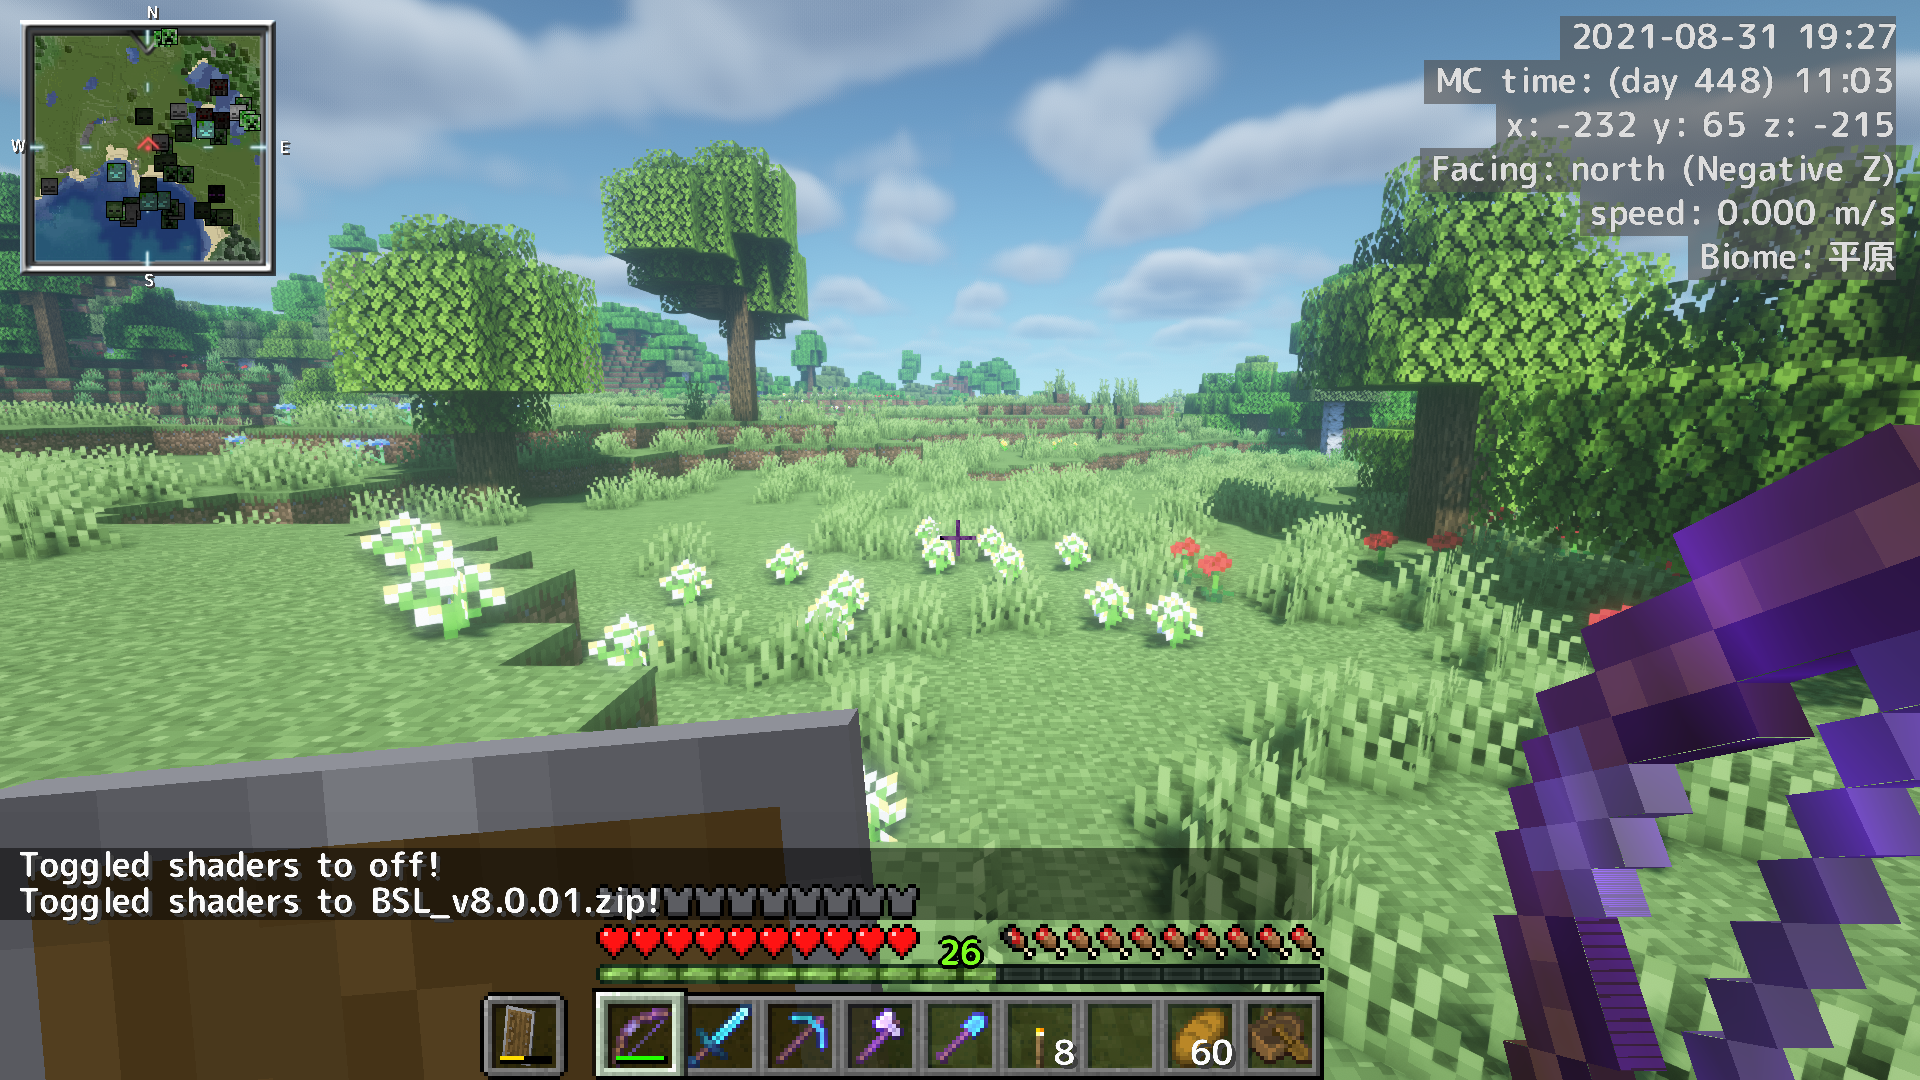 N
W
E
S
2021-08-31 19:27
MC time: (day 448) 11:03
x: -232 y: 65 z: -215
Facing: north (Negative Z)
speed: 0.000 m/s
Biome: 平原
Toggled shaders to off!
Toggled shaders to BSL_v8.0.01.zip!
26
8
60